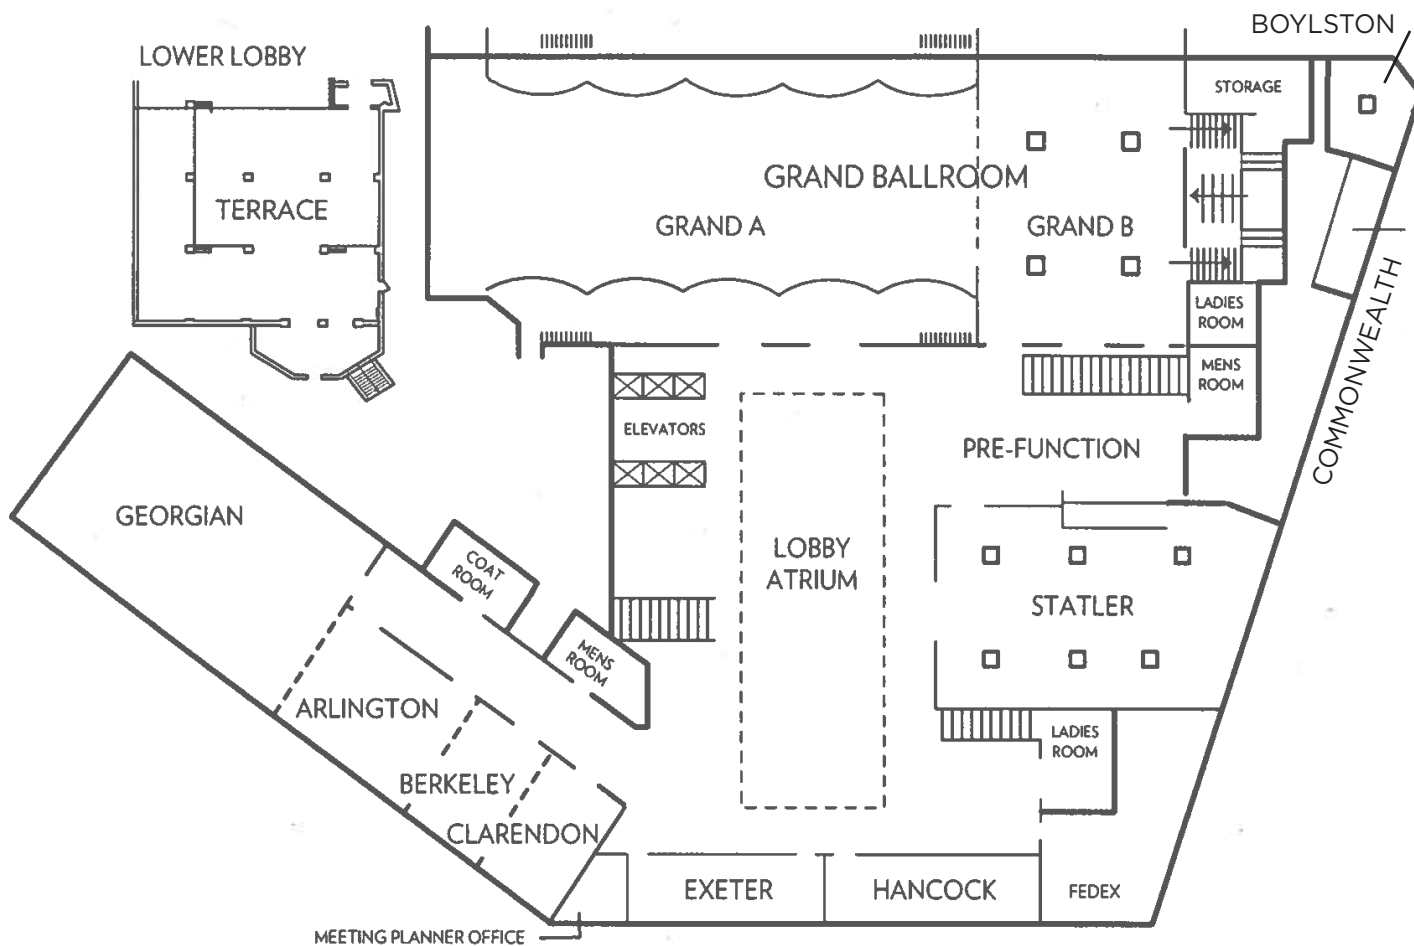 BOYLSTON
LOWER LOBBY
STORAGE
GRAND BALLROOM
TERRACE
GRAND A
GRAND B
LADIES
ROOM
MENS
ROOM
COMMONWEALTH
ELEVATORS
PRE-FUNCTION
GEORGIAN
COAT
ROOM
LOBBY
ATRIUM
STATLER
MENS
ROOM
ARLINGTON
LADIES
ROOM
BERKELEY
CLARENDON
EXETER
HANCOCK
FEDEX
MEETING PLANNER OFFICE